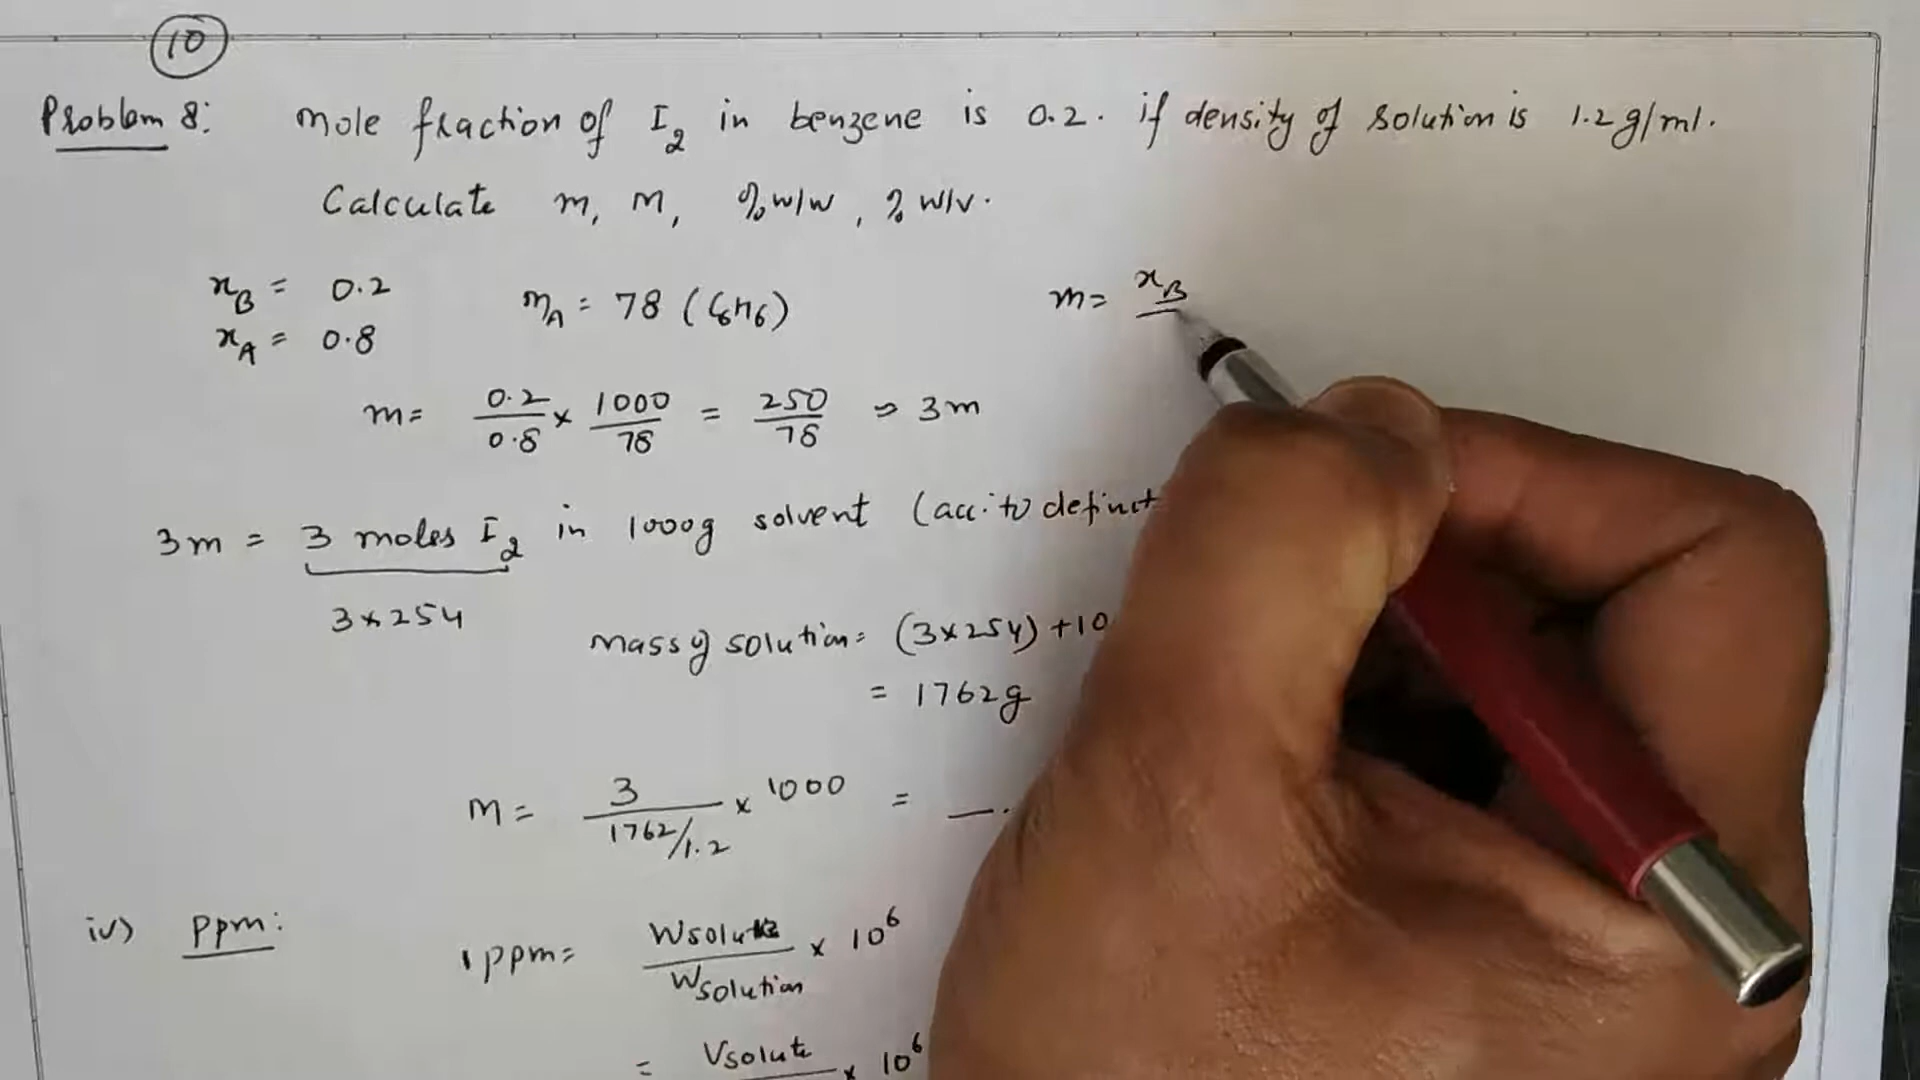 10
Problem 8: Mole fraction of I2 in benzene is 0.2. if density of solution is 1.2 g/ml.
Calculate m, M, % w/w, % w/v.
xB = 0.2
xA = 0.8
mA = 78 (C6H6)
m = xB
m = 0.2/0.8 × 1000/78 = 250/78 ⇒ 3m
3m = 3 moles I2 in 1000g solvent (acc. to definit
3×254
Mass of solution = (3×254) + 10
= 1762g
M = 3/(1762/1.2) × 1000 =
iv) PPm:
1 ppm = Wsolute/Wsolution × 10^6
= Vsolute × 10^6